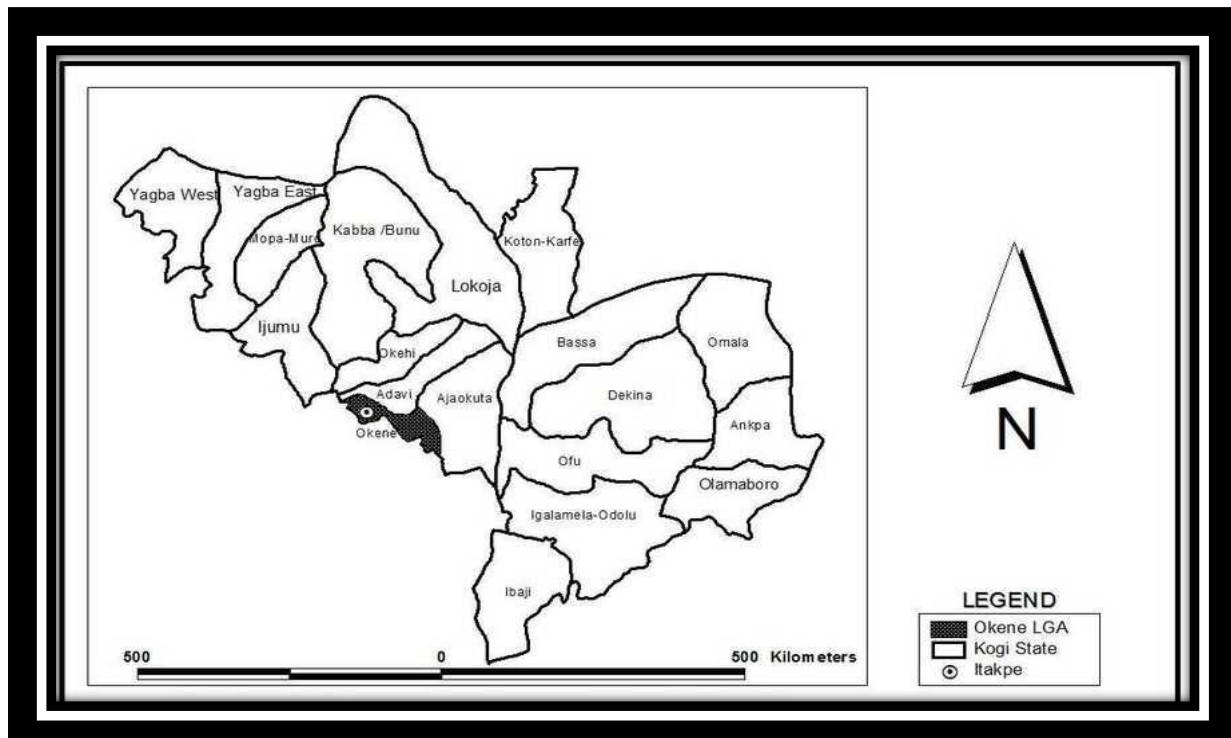 Yagba West
Yagba East
Mopa-Muro
Kabba /Bunu
Koton-Karfe
Lokoja
Ijumu
Okehi
Bassa
Omala
Adavi
Ajaokuta
Dekina
Okene
Ankpa
Ofu
Olamaboro
Igalamela-Odolu
Ibaji
N
500 0 500 Kilometers
LEGEND
Okene LGA
Kogi State
Itakpe